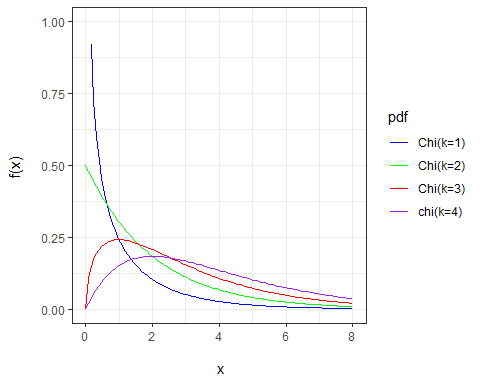 1.00
0.75
0.50
0.25
0.00
f(x)
0 2 4 6 8
x
pdf
Chi(k=1)
Chi(k=2)
Chi(k=3)
chi(k=4)